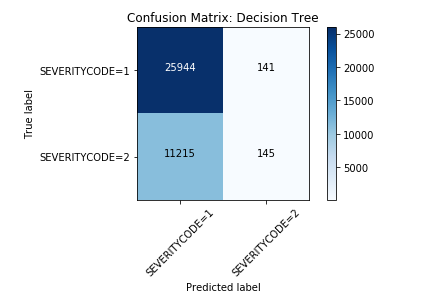 Confusion Matrix: Decision Tree
True label
SEVERITYCODE=1
SEVERITYCODE=2
25944
141
11215
145
SEVERITYCODE=1
SEVERITYCODE=2
Predicted label
25000
20000
15000
10000
5000